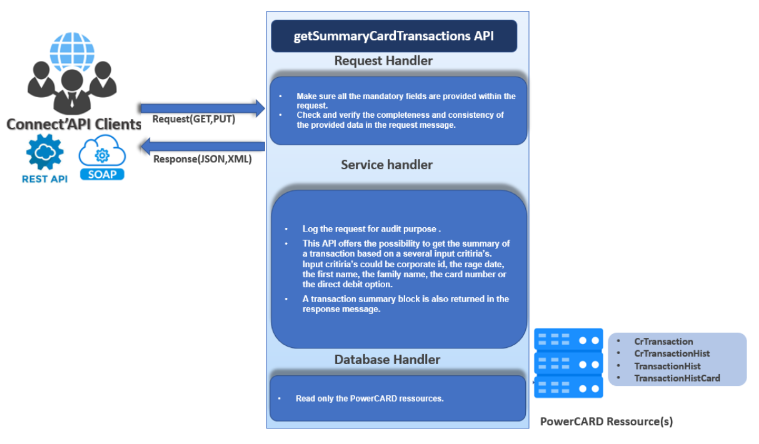 getSummaryCardTransactions API
Request Handler
• Make sure all the mandatory fields are provided within the
request.
• Check and verify the completeness and consistency of
the provided data in the request message.
Connect'API Clients
REST API
SOAP
Request(GET,PUT)
Response(JSON,XML)
Service handler
• Log the request for audit purpose .
• This API offers the possibility to get the summary of
a transaction based on a several input critiria's.
Input critiria's could be corporate id, the rage date,
the first name, the family name, the card number or
the direct debit option.
• A transaction summary block is also returned in the
response message.
Database Handler
• Read only the PowerCARD ressources.
• CrTransaction
• CrTransactionHist
• TransactionHist
• TransactionHistCard
PowerCARD Ressource(s)